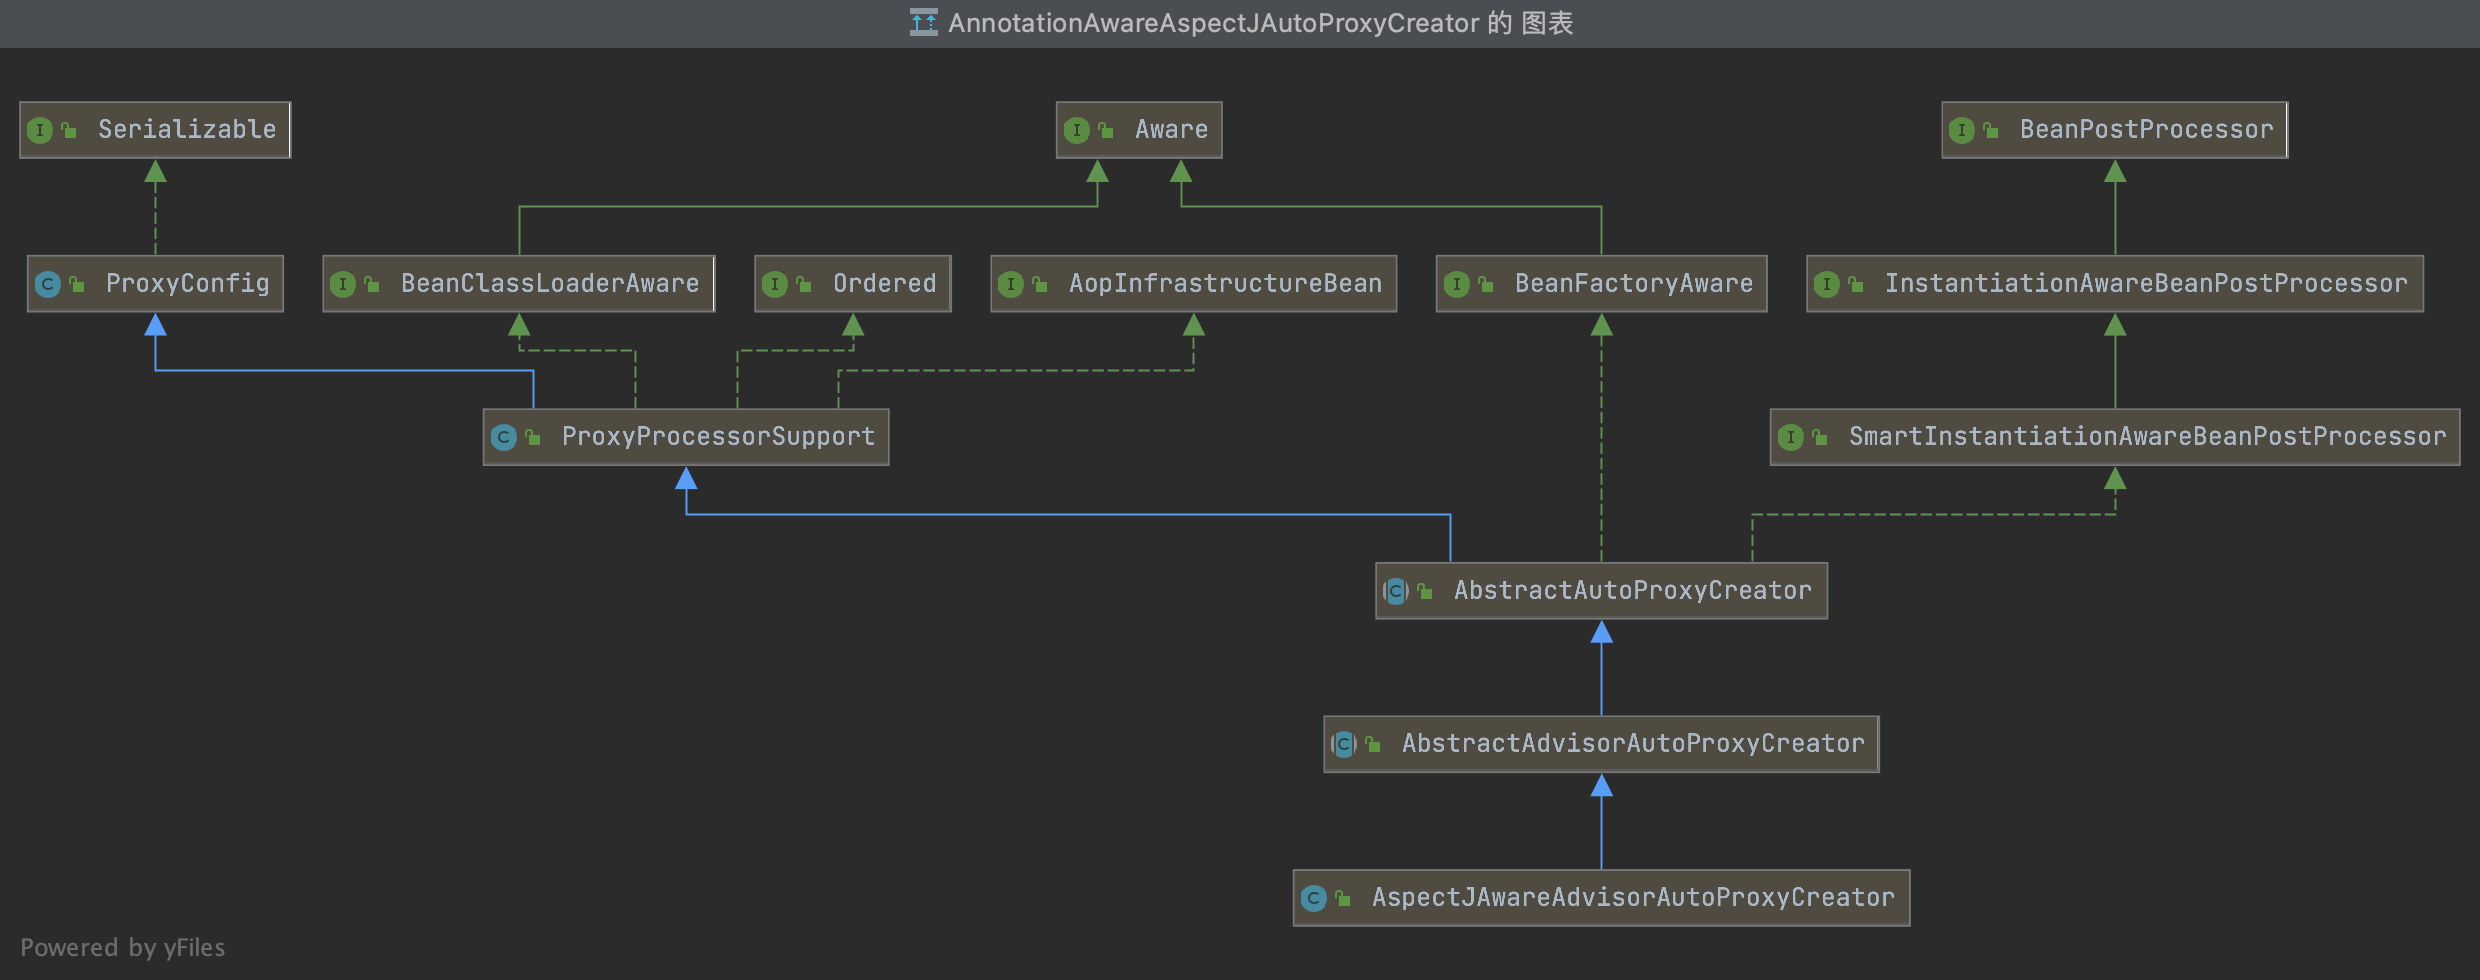 AnnotationAwareAspectJAutoProxyCreator 的 图表
Serializable
Aware
BeanPostProcessor
ProxyConfig
BeanClassLoaderAware
Ordered
AopInfrastructureBean
BeanFactoryAware
InstantiationAwareBeanPostProcessor
ProxyProcessorSupport
SmartInstantiationAwareBeanPostProcessor
AbstractAutoProxyCreator
AbstractAdvisorAutoProxyCreator
AspectJAwareAdvisorAutoProxyCreator
Powered by yFiles